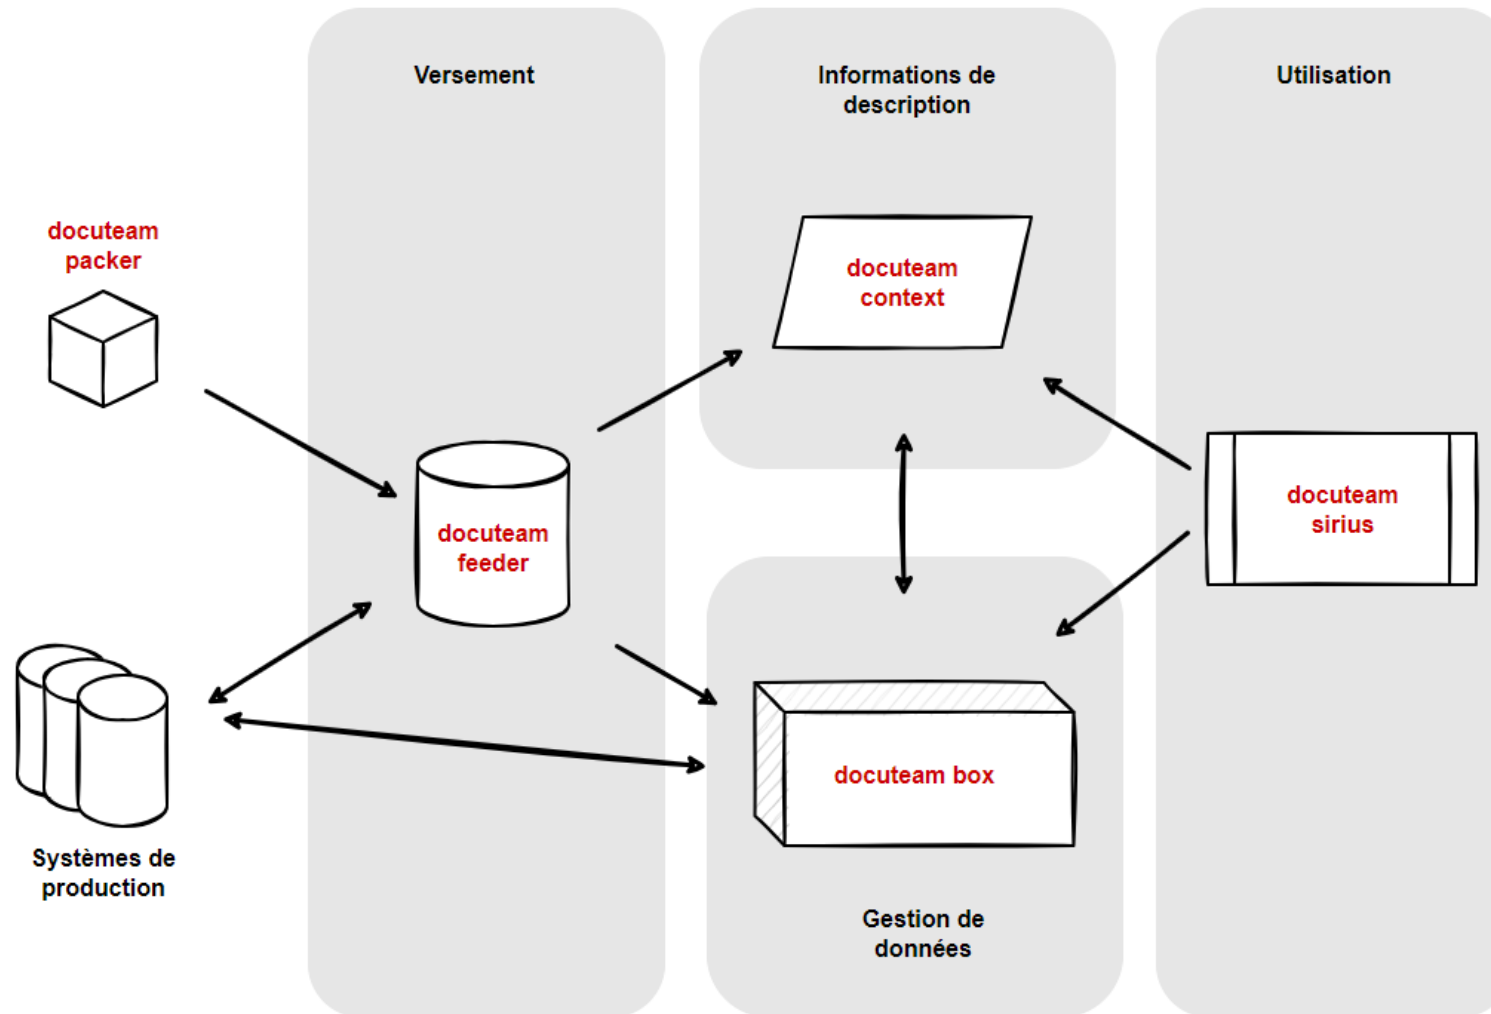 Versement
Informations de
description
Utilisation
docuteam
packer
docuteam
context
docuteam
feeder
docuteam
sirius
docuteam box
Systèmes de
production
Gestion de
données